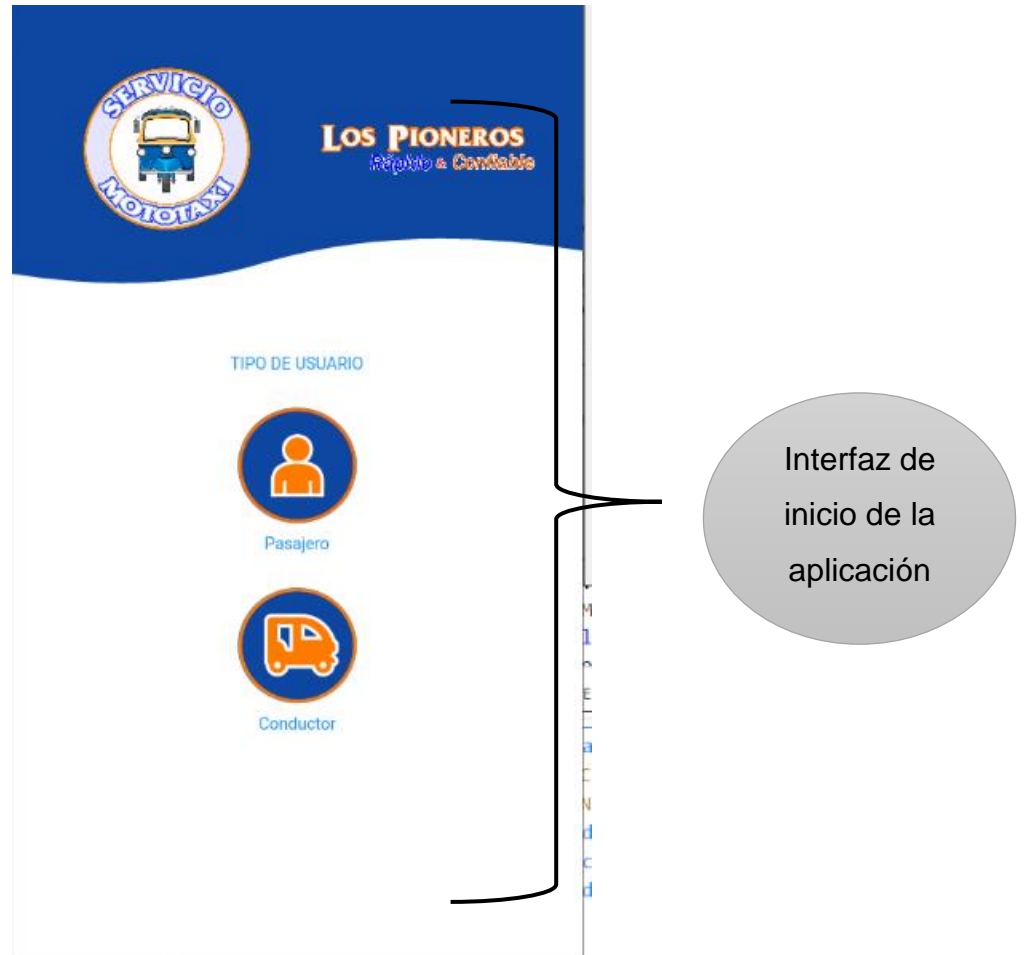 SERVICIO
MOTOTAXI
LOS PIONEROS
Rápido & Confiable
TIPO DE USUARIO
Pasajero
Conductor
Interfaz de
inicio de la
aplicación
M
l
E
a
E
N
d
c
d